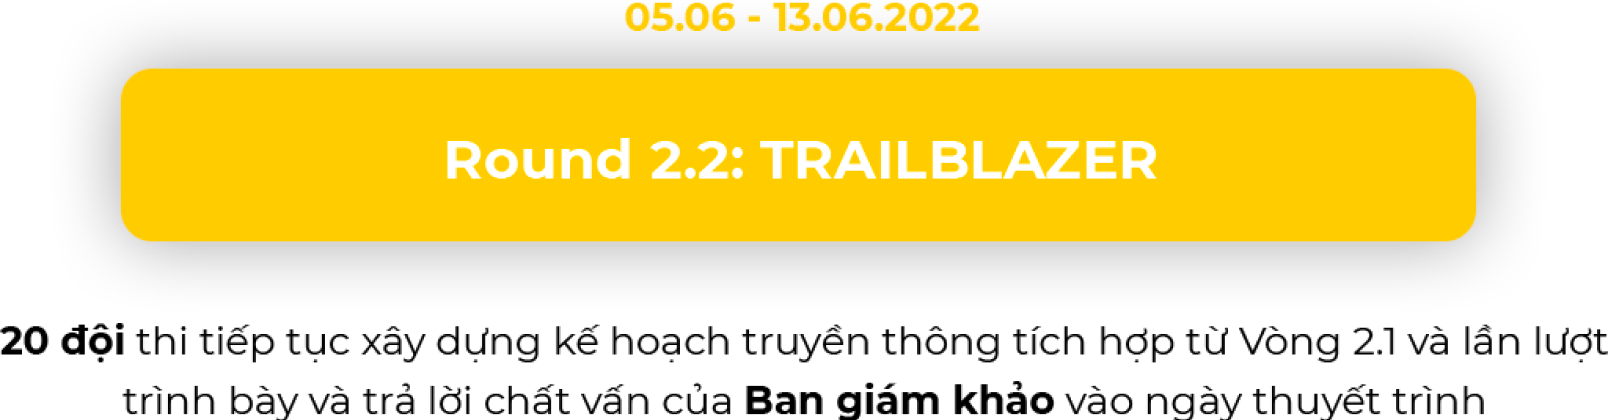 05.06 - 13.06.2022
Round 2.2: TRAILBLAZER
20 đội thi tiếp tục xây dựng kế hoạch truyền thông tích hợp từ Vòng 2.1 và lần lượt
trình bày và trả lời chất vấn của Ban giám khảo vào ngày thuyết trình